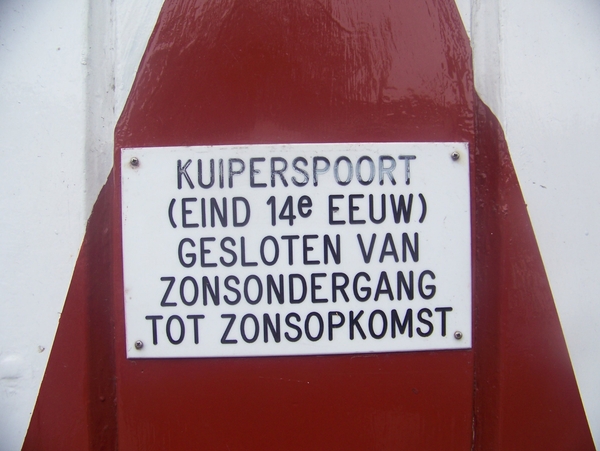 KUIPERSPOORT
(EIND 14e EEUW)
GESLOTEN VAN
ZONSONDERGANG
TOT ZONSOPKOMST